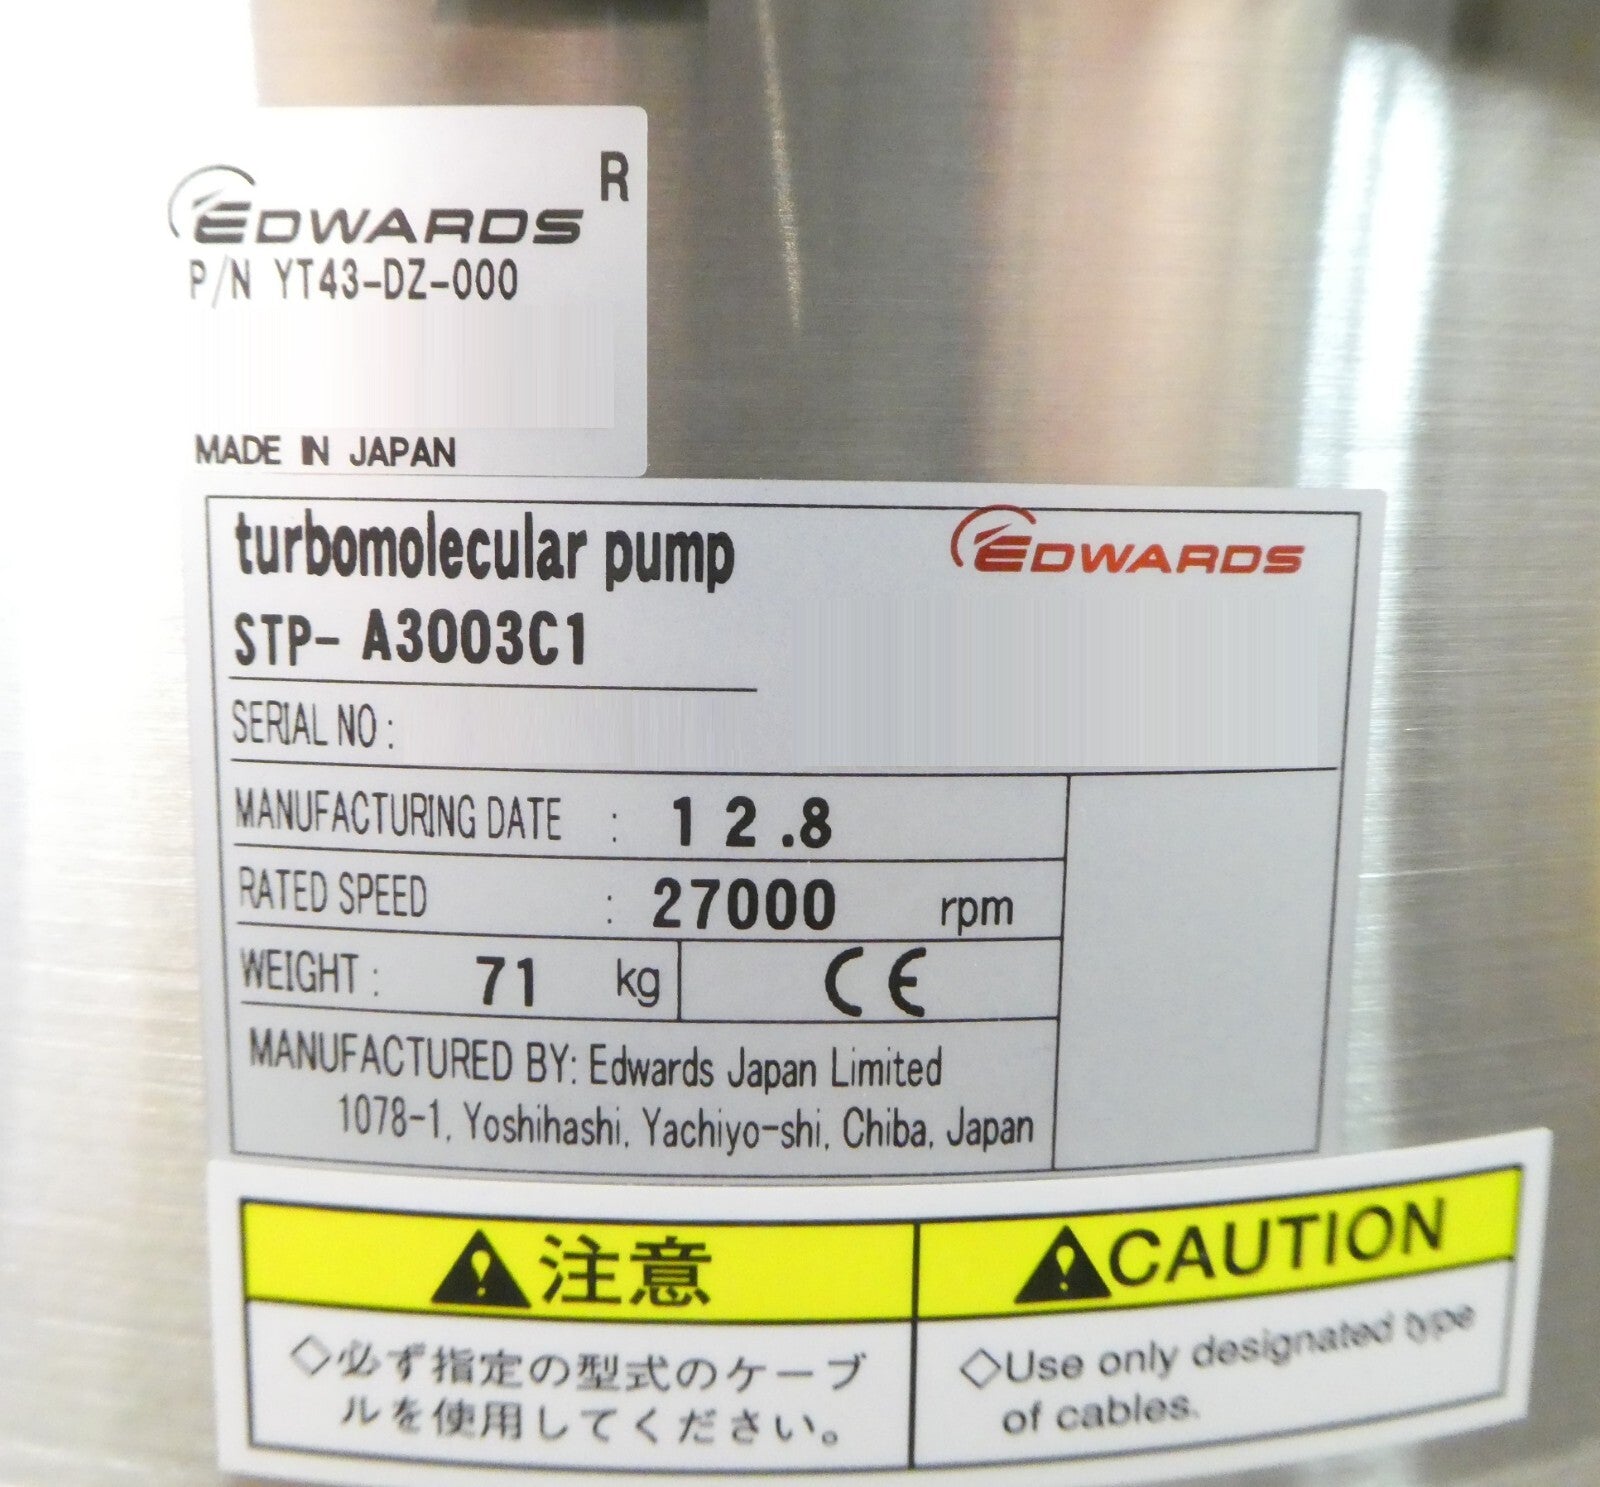 EDWARDS R
P/N YT43-DZ-000
MADE IN JAPAN
turbomolecular pump EDWARDS
STP- A3003C1
SERIAL NO :
MANUFACTURING DATE : 12.8
RATED SPEED : 27000 rpm
WEIGHT : 71 kg CE
MANUFACTURED BY: Edwards Japan Limited
1078-1, Yoshihashi, Yachiyo-shi, Chiba, Japan
注意
◇必ず指定の型式のケーブ
ルを使用してください。
CAUTION
◇Use only designated type
of cables.